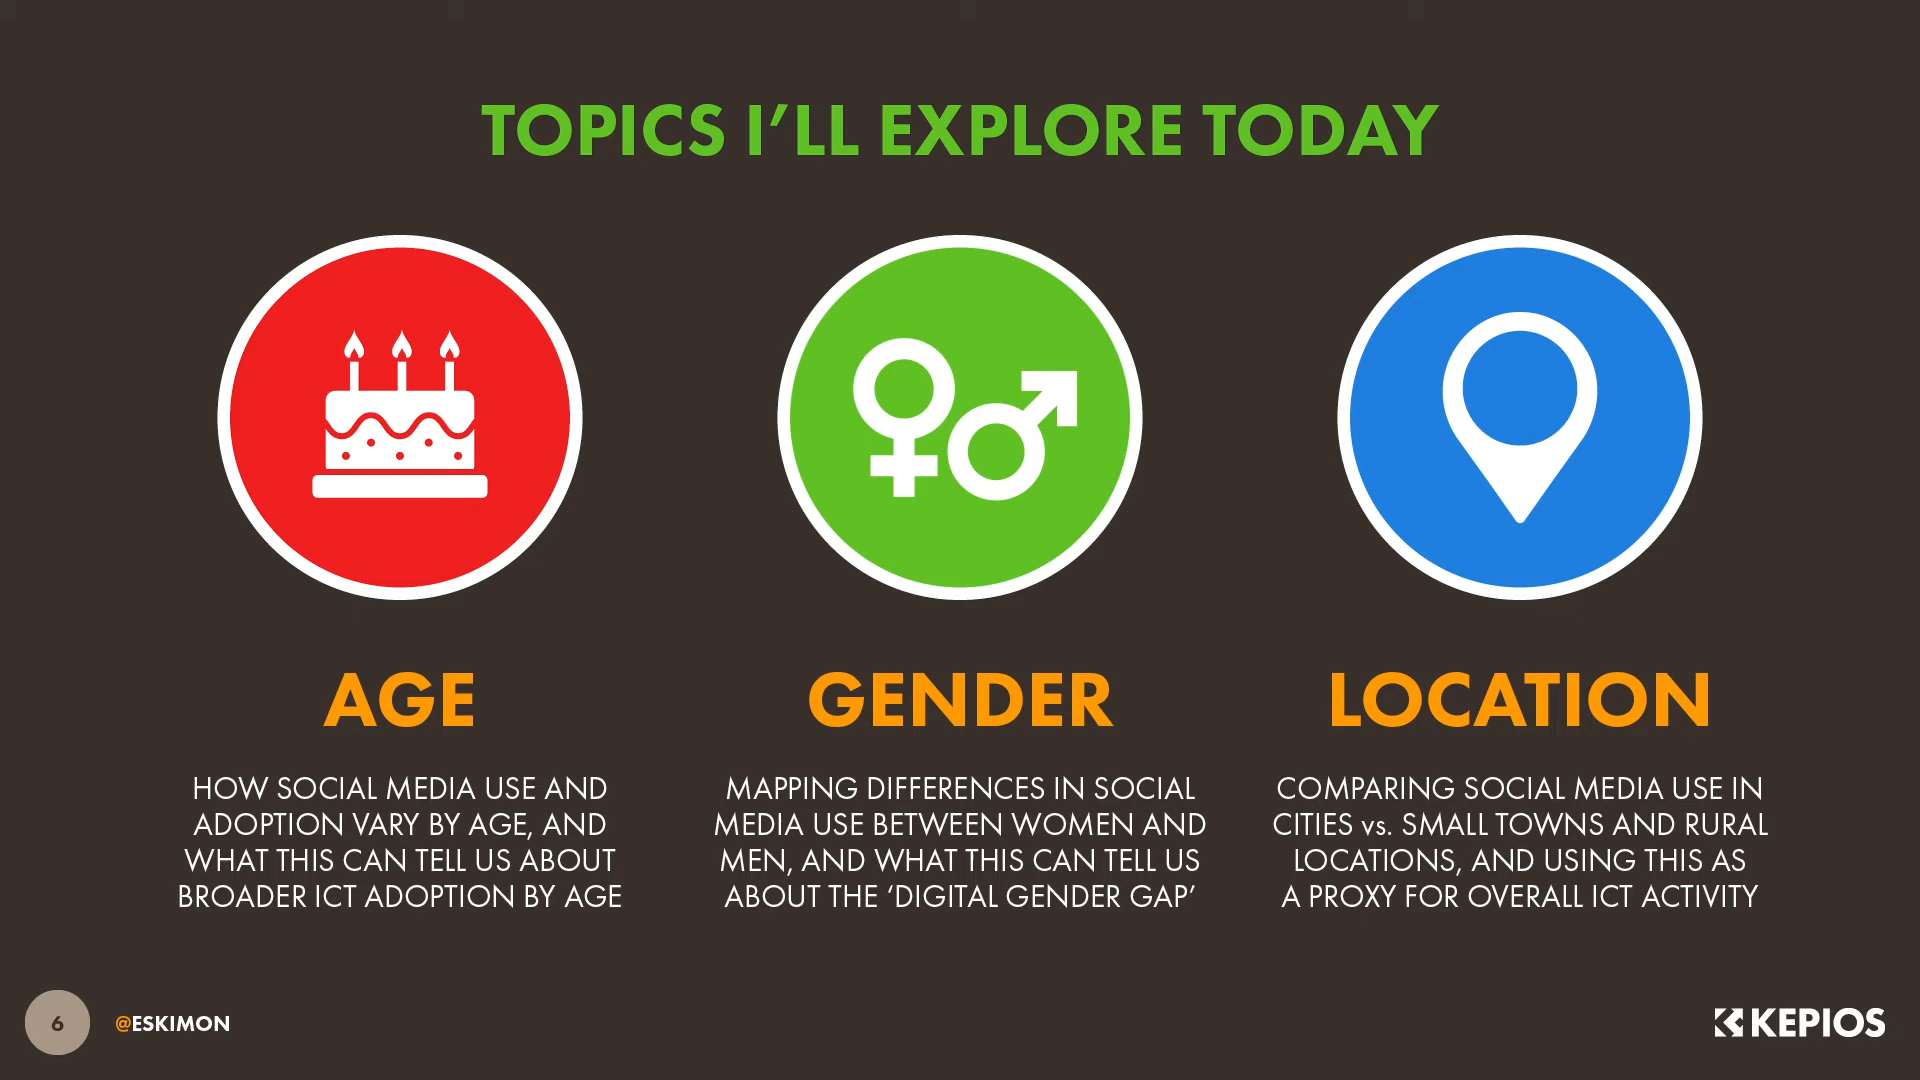 TOPICS I’LL EXPLORE TODAY
AGE
HOW SOCIAL MEDIA USE AND
ADOPTION VARY BY AGE, AND
WHAT THIS CAN TELL US ABOUT
BROADER ICT ADOPTION BY AGE
GENDER
MAPPING DIFFERENCES IN SOCIAL
MEDIA USE BETWEEN WOMEN AND
MEN, AND WHAT THIS CAN TELL US
ABOUT THE ‘DIGITAL GENDER GAP’
LOCATION
COMPARING SOCIAL MEDIA USE IN
CITIES vs. SMALL TOWNS AND RURAL
LOCATIONS, AND USING THIS AS
A PROXY FOR OVERALL ICT ACTIVITY
6
@ESKIMON
KEPIOS